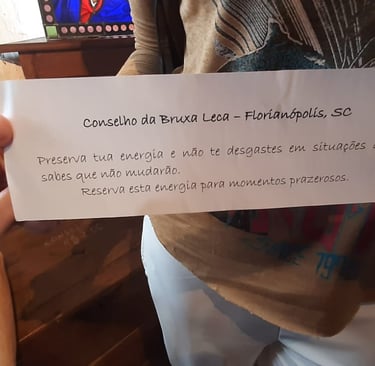 Conselho da Bruxa Leca – Florianópolis, SC
Preserva tua energia e não te desgastes em situações
sabes que não mudarão.
Reserva esta energia para momentos prazerosos.